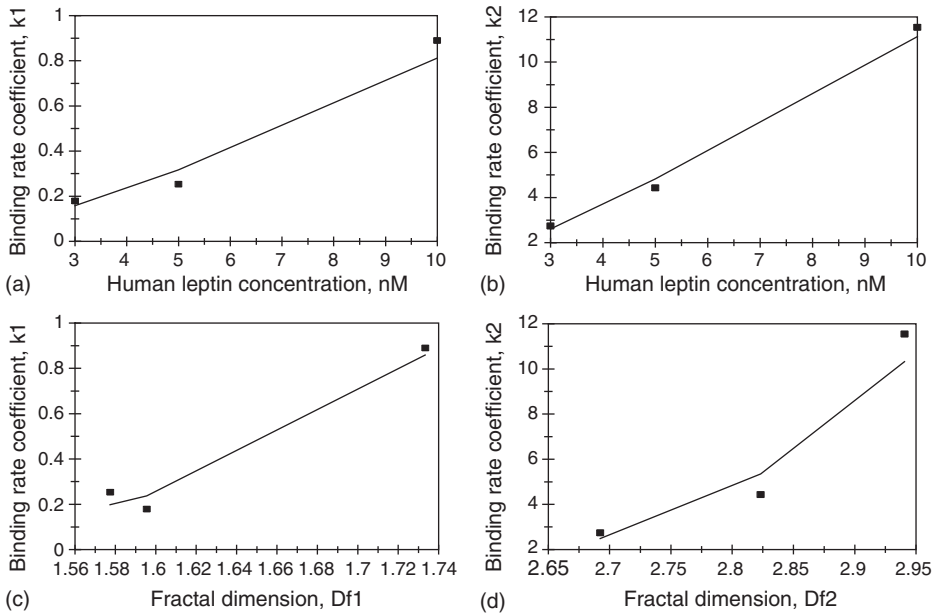 Binding rate coefficient, k1
1
0.8
0.6
0.4
0.2
0
3 4 5 6 7 8 9 10
(a) Human leptin concentration, nM
Binding rate coefficient, k2
12
10
8
6
4
2
3 4 5 6 7 8 9 10
(b) Human leptin concentration, nM
Binding rate coefficient, k1
1
0.8
0.6
0.4
0.2
0
1.56 1.58 1.6 1.62 1.64 1.66 1.68 1.7 1.72 1.74
(c) Fractal dimension, Df1
Binding rate coefficient, k2
12
10
8
6
4
2
2.65 2.7 2.75 2.8 2.85 2.9 2.95
(d) Fractal dimension, Df2